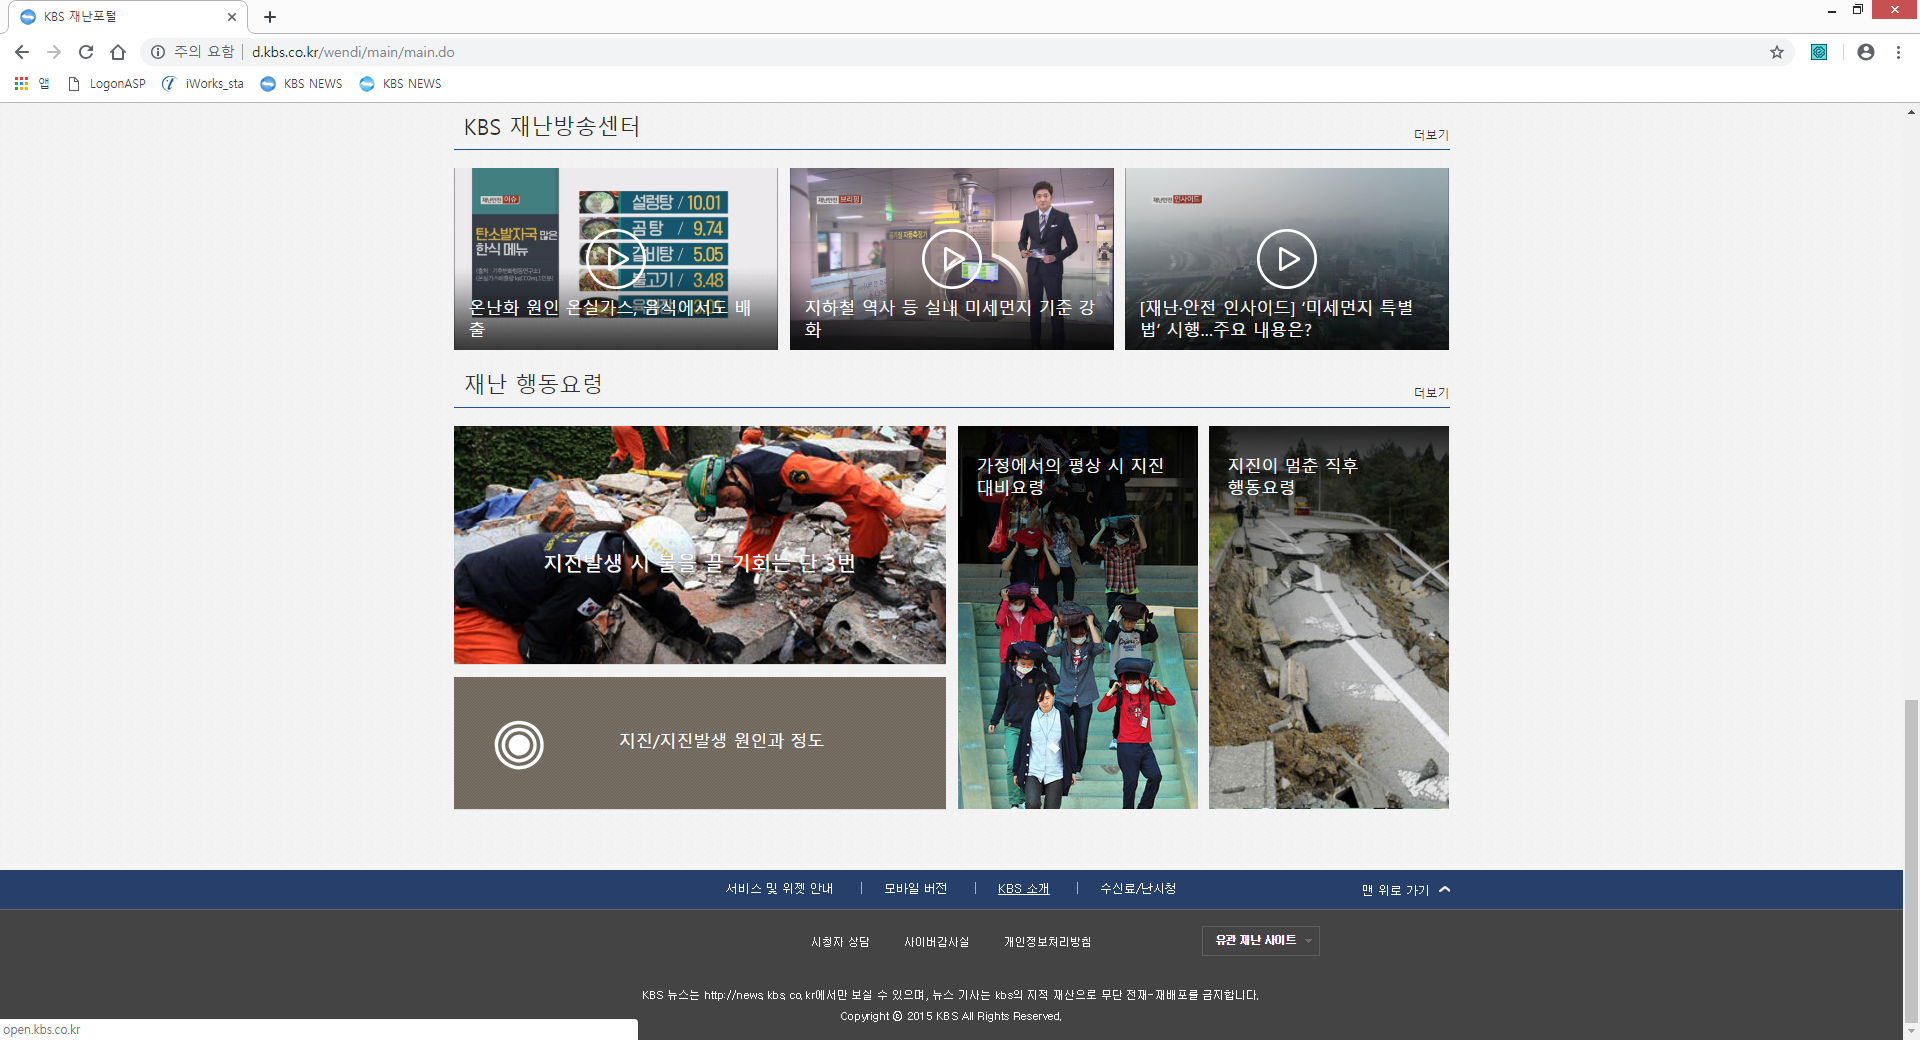 KBS 재난포털
주의 요함 | d.kbs.co.kr/wendi/main/main.do
앱
LogonASP
iWorks_sta
KBS NEWS
KBS NEWS
KBS 재난방송센터
더보기
재난안전 이슈
탄소발자국 많은
한식 메뉴
설렁탕 / 10.01
곰탕 / 9.74
갈비탕 / 5.05
불고기 / 3.48
온난화 원인 온실가스, 음식에서도 배
출
재난안전 브리핑
지하철 역사 등 실내 미세먼지 기준 강
화
재난안전 인사이드
[재난·안전 인사이드] ‘미세먼지 특별
법’ 시행...주요 내용은?
재난 행동요령
더보기
지진발생 시 불을 끌 기회는 단 3번
가정에서의 평상 시 지진
대비요령
지진이 멈춘 직후
행동요령
지진/지진발생 원인과 정도
서비스 및 위젯 안내 | 모바일 버전 | KBS 소개 | 수신료/난시청
맨 위로 가기
시청자 상담
사이버감사실
개인정보처리방침
유관 재난 사이트
KBS 뉴스는 http://news.kbs.co.kr에서만 보실 수 있으며, 뉴스 기사는 kbs의 지적 재산으로 무단 전재-재배포를 금지합니다.
Copyright ⓒ 2015 KBS All Rights Reserved.
open.kbs.co.kr